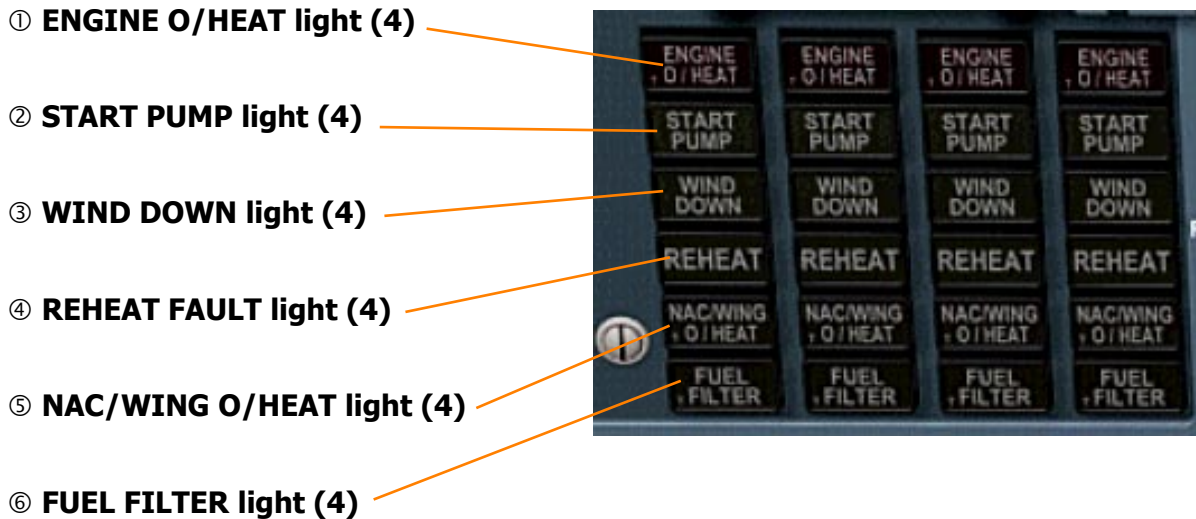 ① ENGINE O/HEAT light (4)
② START PUMP light (4)
③ WIND DOWN light (4)
④ REHEAT FAULT light (4)
⑤ NAC/WING O/HEAT light (4)
⑥ FUEL FILTER light (4)
ENGINE ENGINE ENGINE ENGINE
O/HEAT O/HEAT O/HEAT O/HEAT
START START START START
PUMP PUMP PUMP PUMP
WIND WIND WIND WIND
DOWN DOWN DOWN DOWN
REHEAT REHEAT REHEAT REHEAT
NAC/WING NAC/WING NAC/WING NAC/WING
O/HEAT O/HEAT O/HEAT O/HEAT
FUEL FUEL FUEL FUEL
FILTER FILTER FILTER FILTER